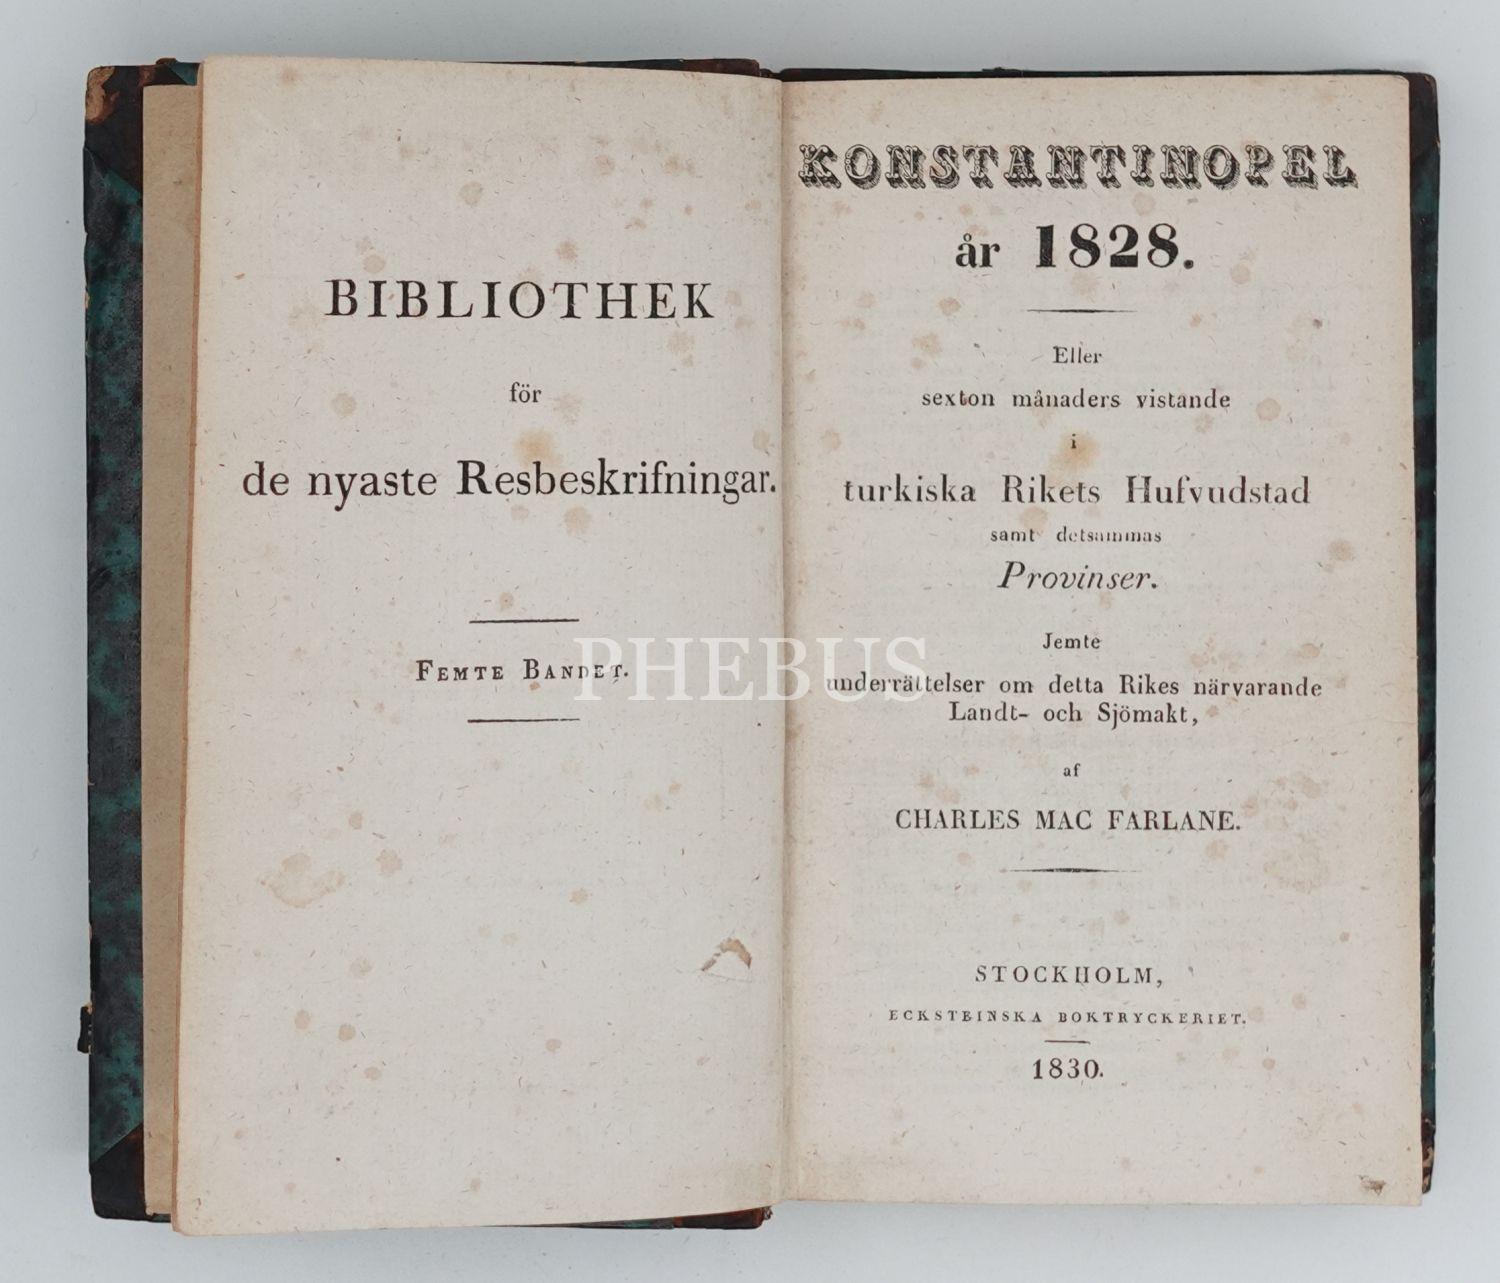 BIBLIOTHEK
för
de nyaste Resbeskrifningar.
FEMTE BANDET.
KONSTANTINOPEL
år 1828.
Eller
sexton månaders vistande
i
turkiska Rikets Hufvudstad
samt detsammas
Provinser.
Jemte
underrättelser om detta Rikes närvarande
Landt- och Sjömakt,
af
CHARLES MAC FARLANE.
STOCKHOLM,
ECKSTEINSKA BOKTRYCKERIET.
1830.
PHEBUS